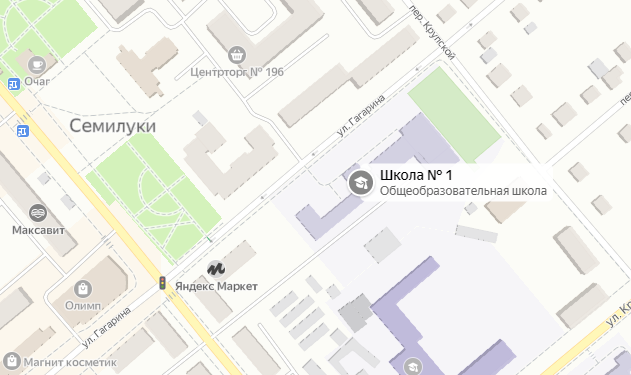 пер. Крупской
Центрторг № 196
Очаг
пер
ул. Гагарина
Семилуки
Школа № 1
Общеобразовательная школа
Максавит
Яндекс Маркет
Олимп.
ул. Гагарина
ул. Кр
Магнит косметик